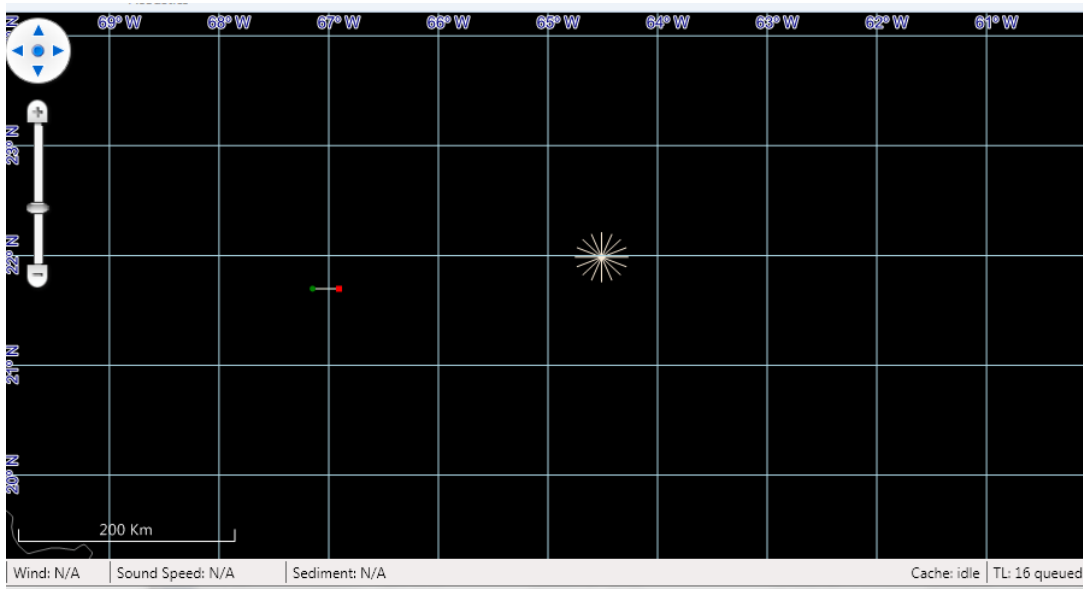 69° W 68° W 67° W 66° W 65° W 64° W 63° W 62° W 61° W
23° N
22° N
21° N
20° N
200 Km
Wind: N/A Sound Speed: N/A Sediment: N/A Cache: idle TL: 16 queued